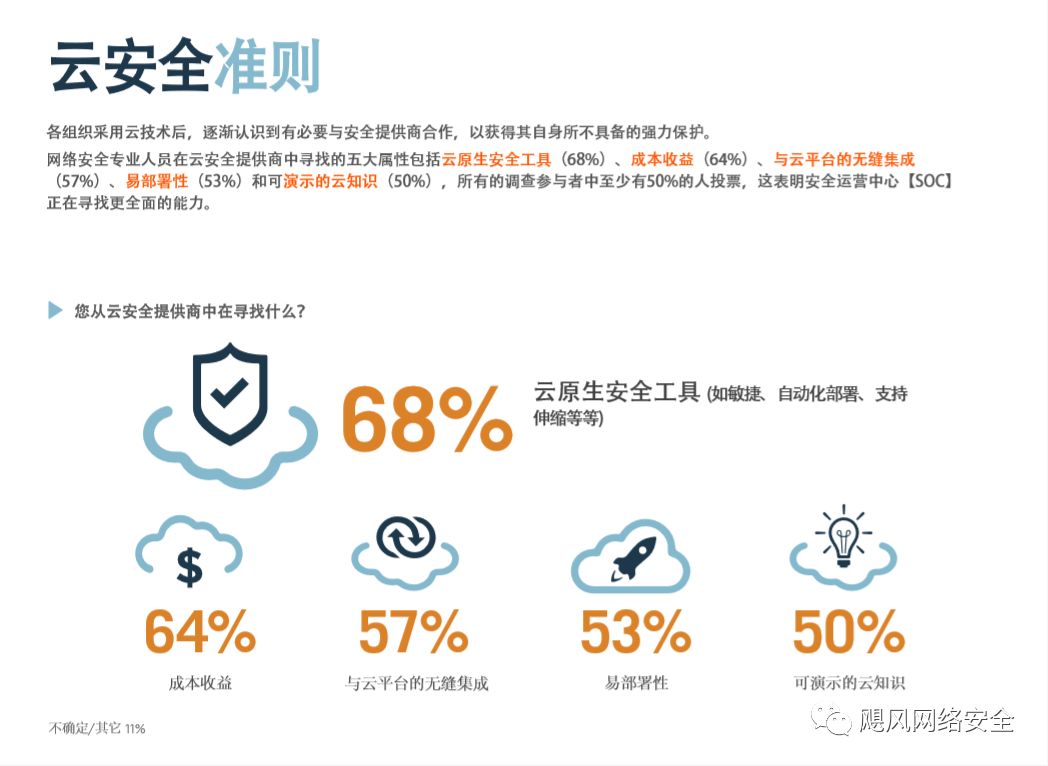 云安全准则
各组织采用云技术后，逐渐认识到有必要与安全提供商合作，以获得其自身所不具备的强力保护。
网络安全专业人员在云安全提供商中寻找的五大属性包括云原生安全工具（68%）、成本收益（64%）、与云平台的无缝集成
（57%）、易部署性（53%）和可演示的云知识（50%），所有的调查参与者中至少有50%的人投票，这表明安全运营中心【SOC】
正在寻找更全面的能力。
您从云安全提供商中在寻找什么？
68%
云原生安全工具 (如敏捷、自动化部署、支持
伸缩等等)
$
64%
成本收益
57%
与云平台的无缝集成
53%
易部署性
50%
可演示的云知识
不确定/其它 11%
飓风网络安全